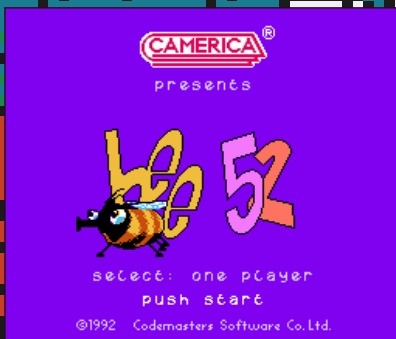 CAMERICA®
presents
bee 52
select: one player
push start
©1992 Codemasters Software Co. Ltd.